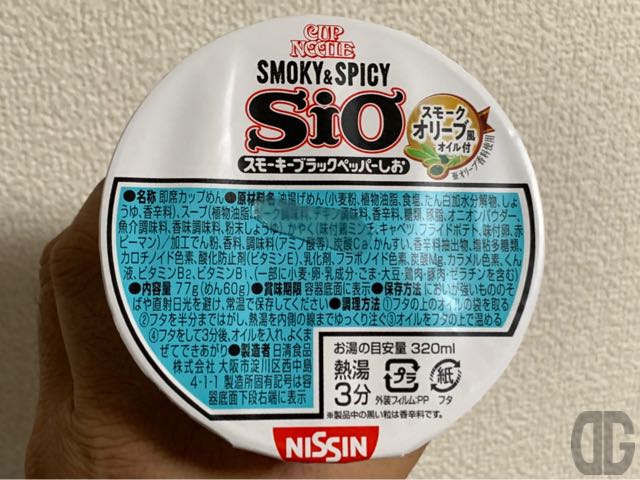 CUP
NOODLE
SMOKY & SPICY
SiO
スモーキーブラックペッパーしお
スモーク
オリーブ風
オイル付
※オリーブ香料使用
●名称 即席カップめん●原材料名 油揚げめん(小麦粉、植物油脂、食塩、たん白加水分解物、し
ょうゆ、香辛料)、スープ(植物油脂、調味料、チキン調味料、香辛料、糖類、豚脂、オニオンパウダー、
魚介調味料、香味調味料、粉末しょうゆ)、かやく(味付鶏ミンチ、キャベツ、フライドポテト、味付卵、赤
ピーマン)/加工でん粉、香料、調味料(アミノ酸等)、炭酸Ca、かんすい、香辛料抽出物、増粘多糖類、
カロチノイド色素、酸化防止剤(ビタミンE)、乳化剤、フラボノイド色素、炭酸Mg、カラメル色素、くん
液、ビタミンB2、ビタミンB1、(一部に小麦・卵・乳成分・ごま・大豆・鶏肉・豚肉・ゼラチンを含む)
●内容量 77g(めん60g)●賞味期限 容器底面に表示●保存方法 においが強いもののそ
ばや直射日光を避け、常温で保存してください●調理方法 ①フタの上のオイルの袋を取る
②フタを半分まではがし、熱湯を内側の線までゆっくり注ぐ③オイルをフタの上で温める
④フタをして3分後、オイルを入れ、よくま
ぜてできあがり●製造者 日清食品
株式会社 大阪市淀川区西中島
4-1-1 製造所固有記号は容
器底面下段右端に表示
お湯の目安量 320ml
熱湯
3分
プラ
外装フィルム:PP
紙
フタ
※製品中の黒い粒は香辛料です。
NISSIN
DG